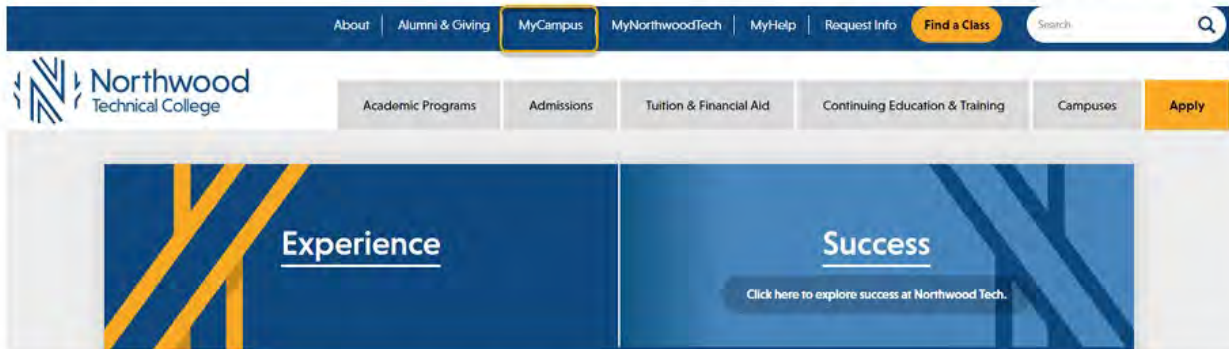 About | Alumni & Giving MyCampus MyNorthwoodTech | MyHelp | Request Info Find a Class Search
Northwood
Technical College
Academic Programs Admissions Tuition & Financial Aid Continuing Education & Training Campuses Apply
Experience Success
Click here to explore success at Northwood Tech.